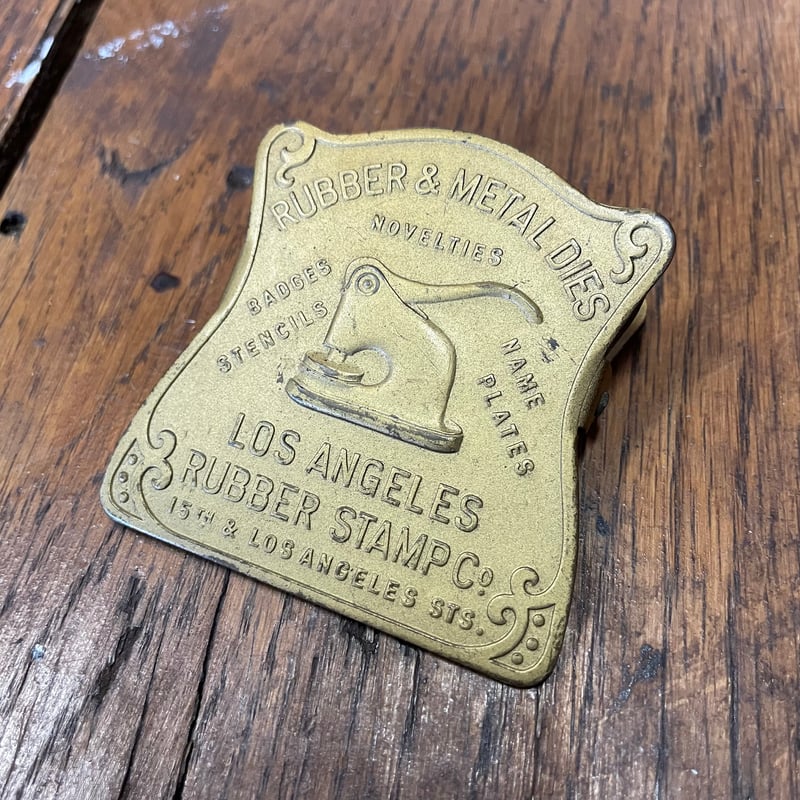 RUBBER & METAL DIES
NOVELTIES
BADGES
STENCILS
NAME
PLATES
LOS ANGELES
RUBBER STAMP Co.
15TH & LOS ANGELES STS.